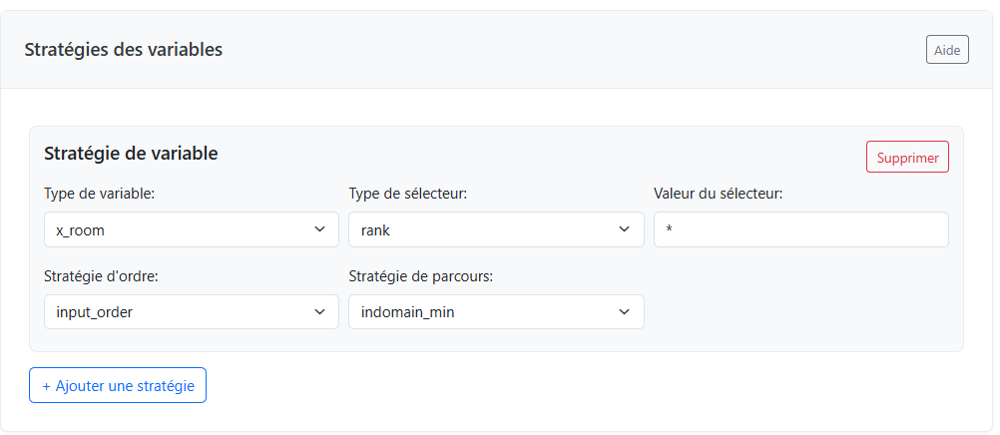 Stratégies des variables
Aide
Stratégie de variable
Supprimer
Type de variable:
Type de sélecteur:
Valeur du sélecteur:
x_room
rank
*
Stratégie d'ordre:
Stratégie de parcours:
input_order
indomain_min
+ Ajouter une stratégie